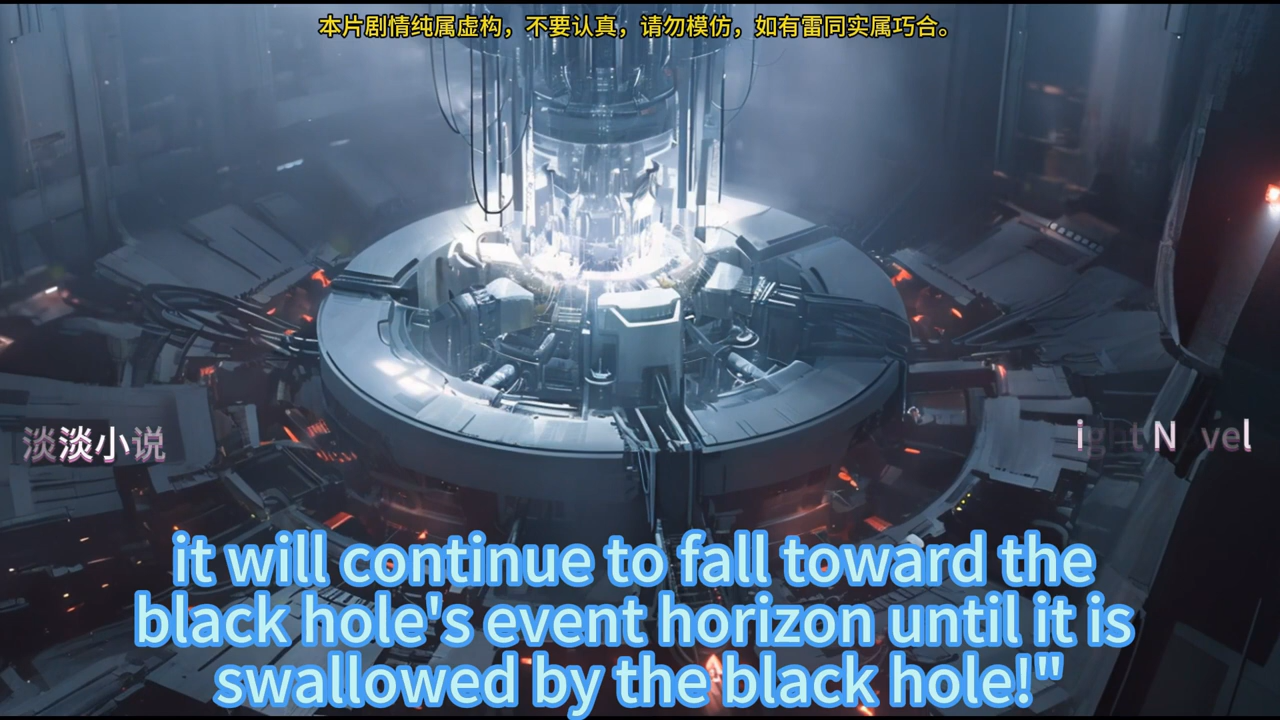 本片剧情纯属虚构，不要认真，请勿模仿，如有雷同实属巧合。
淡淡小说
it will continue to fall toward the
black hole's event horizon until it is
swallowed by the black hole!"